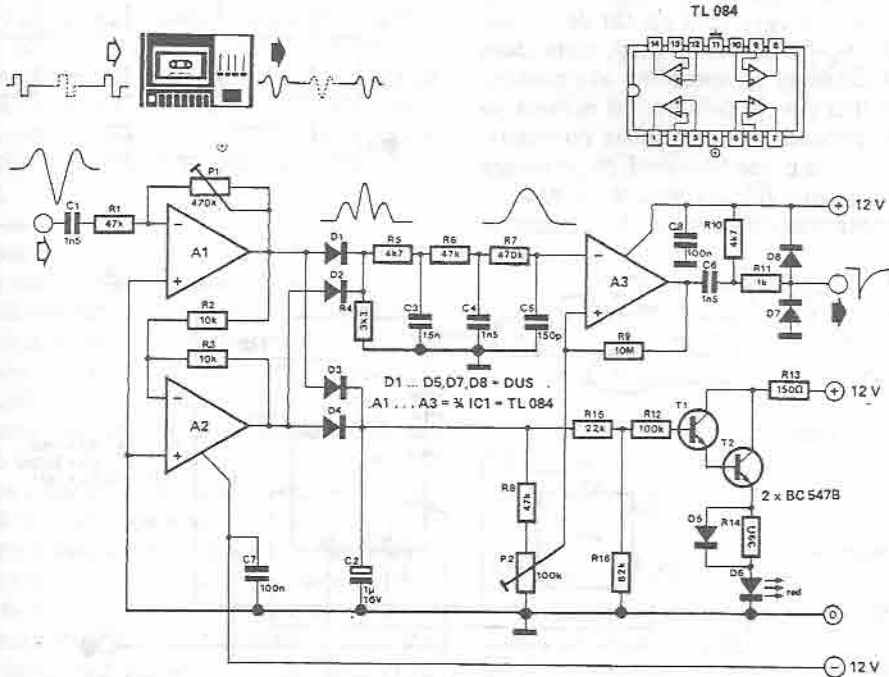 TL 084
14 13 12 11 10 9 8
1 2 3 4 5 6 7
P1
470k
C1
1n5
R1
47k
A1
R2
10k
R3
10k
A2
D1
D2
R4
3k3
R5
4k7
R6
47k
R7
470k
C3
15n
C4
1n5
C5
150p
A3
C8
100n
R10
4k7
C6
1n5
R11
1k
D8
D7
12 V
R9
10M
D3
D4
D1 ... D5,D7,D8 = DUS
A1 ... A3 = ¾ IC1 = TL 084
R15
22k
R12
100k
T1
T2
R13
150Ω
12 V
2 x BC 547B
R8
47k
P2
100k
R16
82k
D5
R14
39Ω
D6
red
C7
100n
C2
1µ
16V
0
12 V